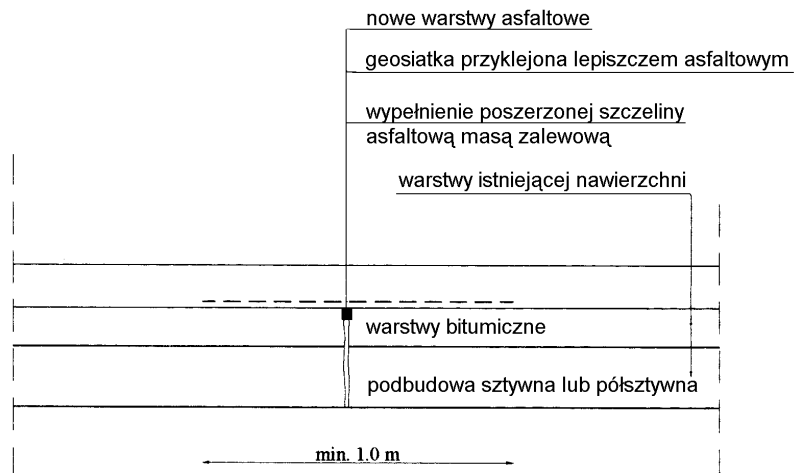 nowe warstwy asfaltowe
geosiatka przyklejona lepiszczem asfaltowym
wypełnienie poszerzonej szczeliny
asfaltową masą zalewową
warstwy istniejącej nawierzchni
warstwy bitumiczne
podbudowa sztywna lub półsztywna
min. 1.0 m